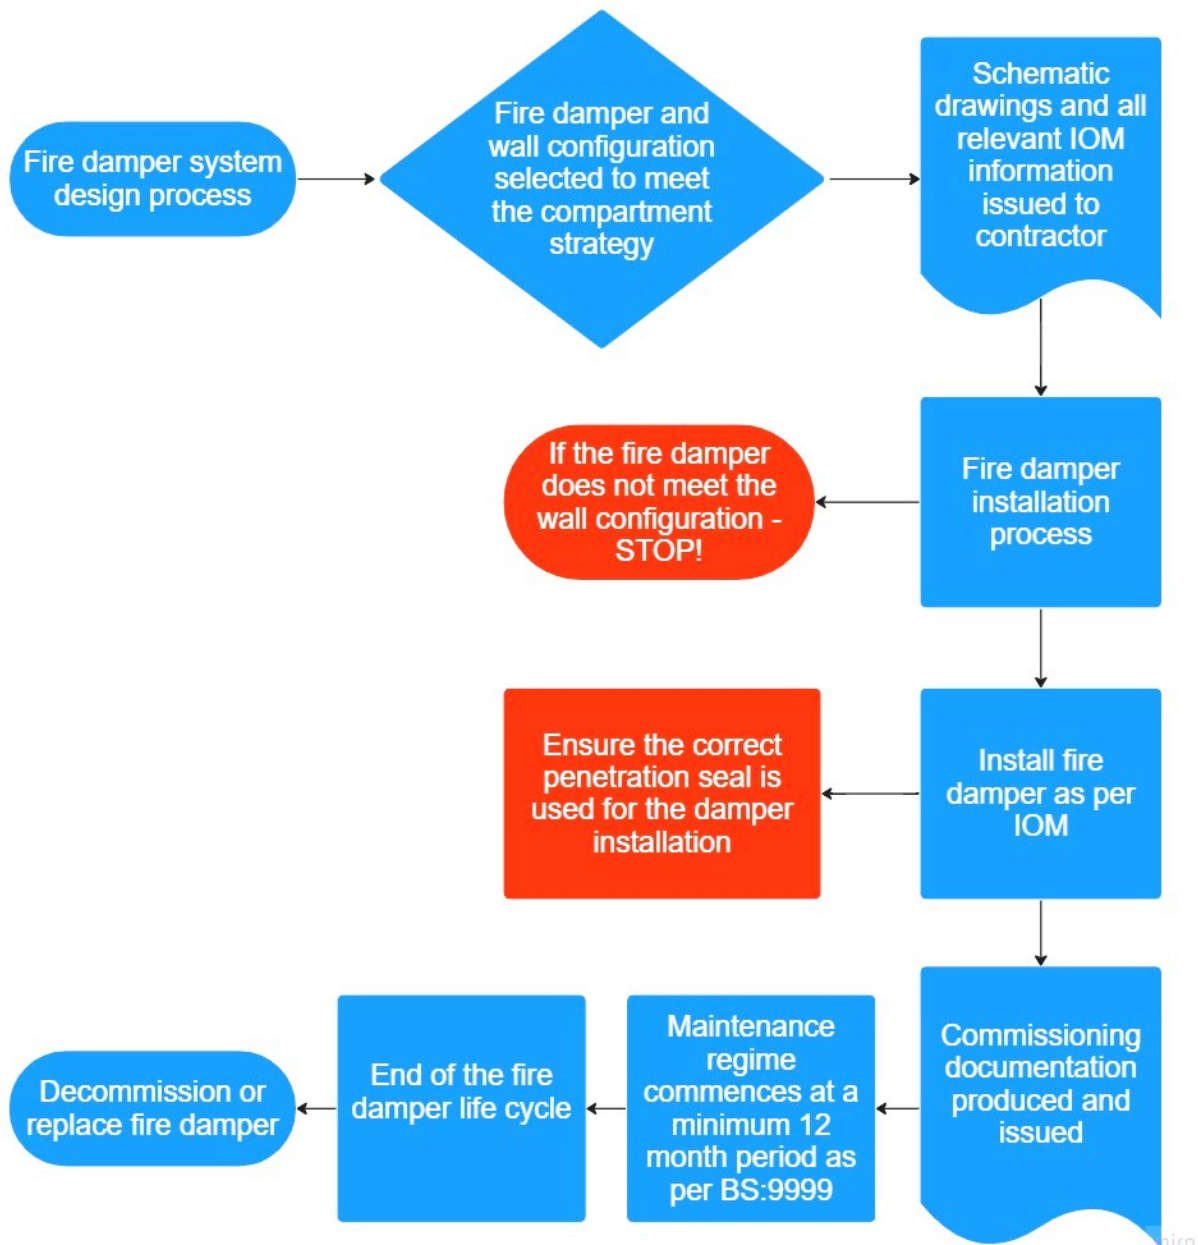 Fire damper system
design process
Fire damper and
wall configuration
selected to meet
the compartment
strategy
Schematic
drawings and all
relevant IOM
information
issued to
contractor
If the fire damper
does not meet the
wall configuration -
STOP!
Fire damper
installation
process
Ensure the correct
penetration seal is
used for the damper
installation
Install fire
damper as per
IOM
Decommission or
replace fire damper
End of the fire
damper life cycle
Maintenance
regime
commences at a
minimum 12
month period as
per BS:9999
Commissioning
documentation
produced and
issued